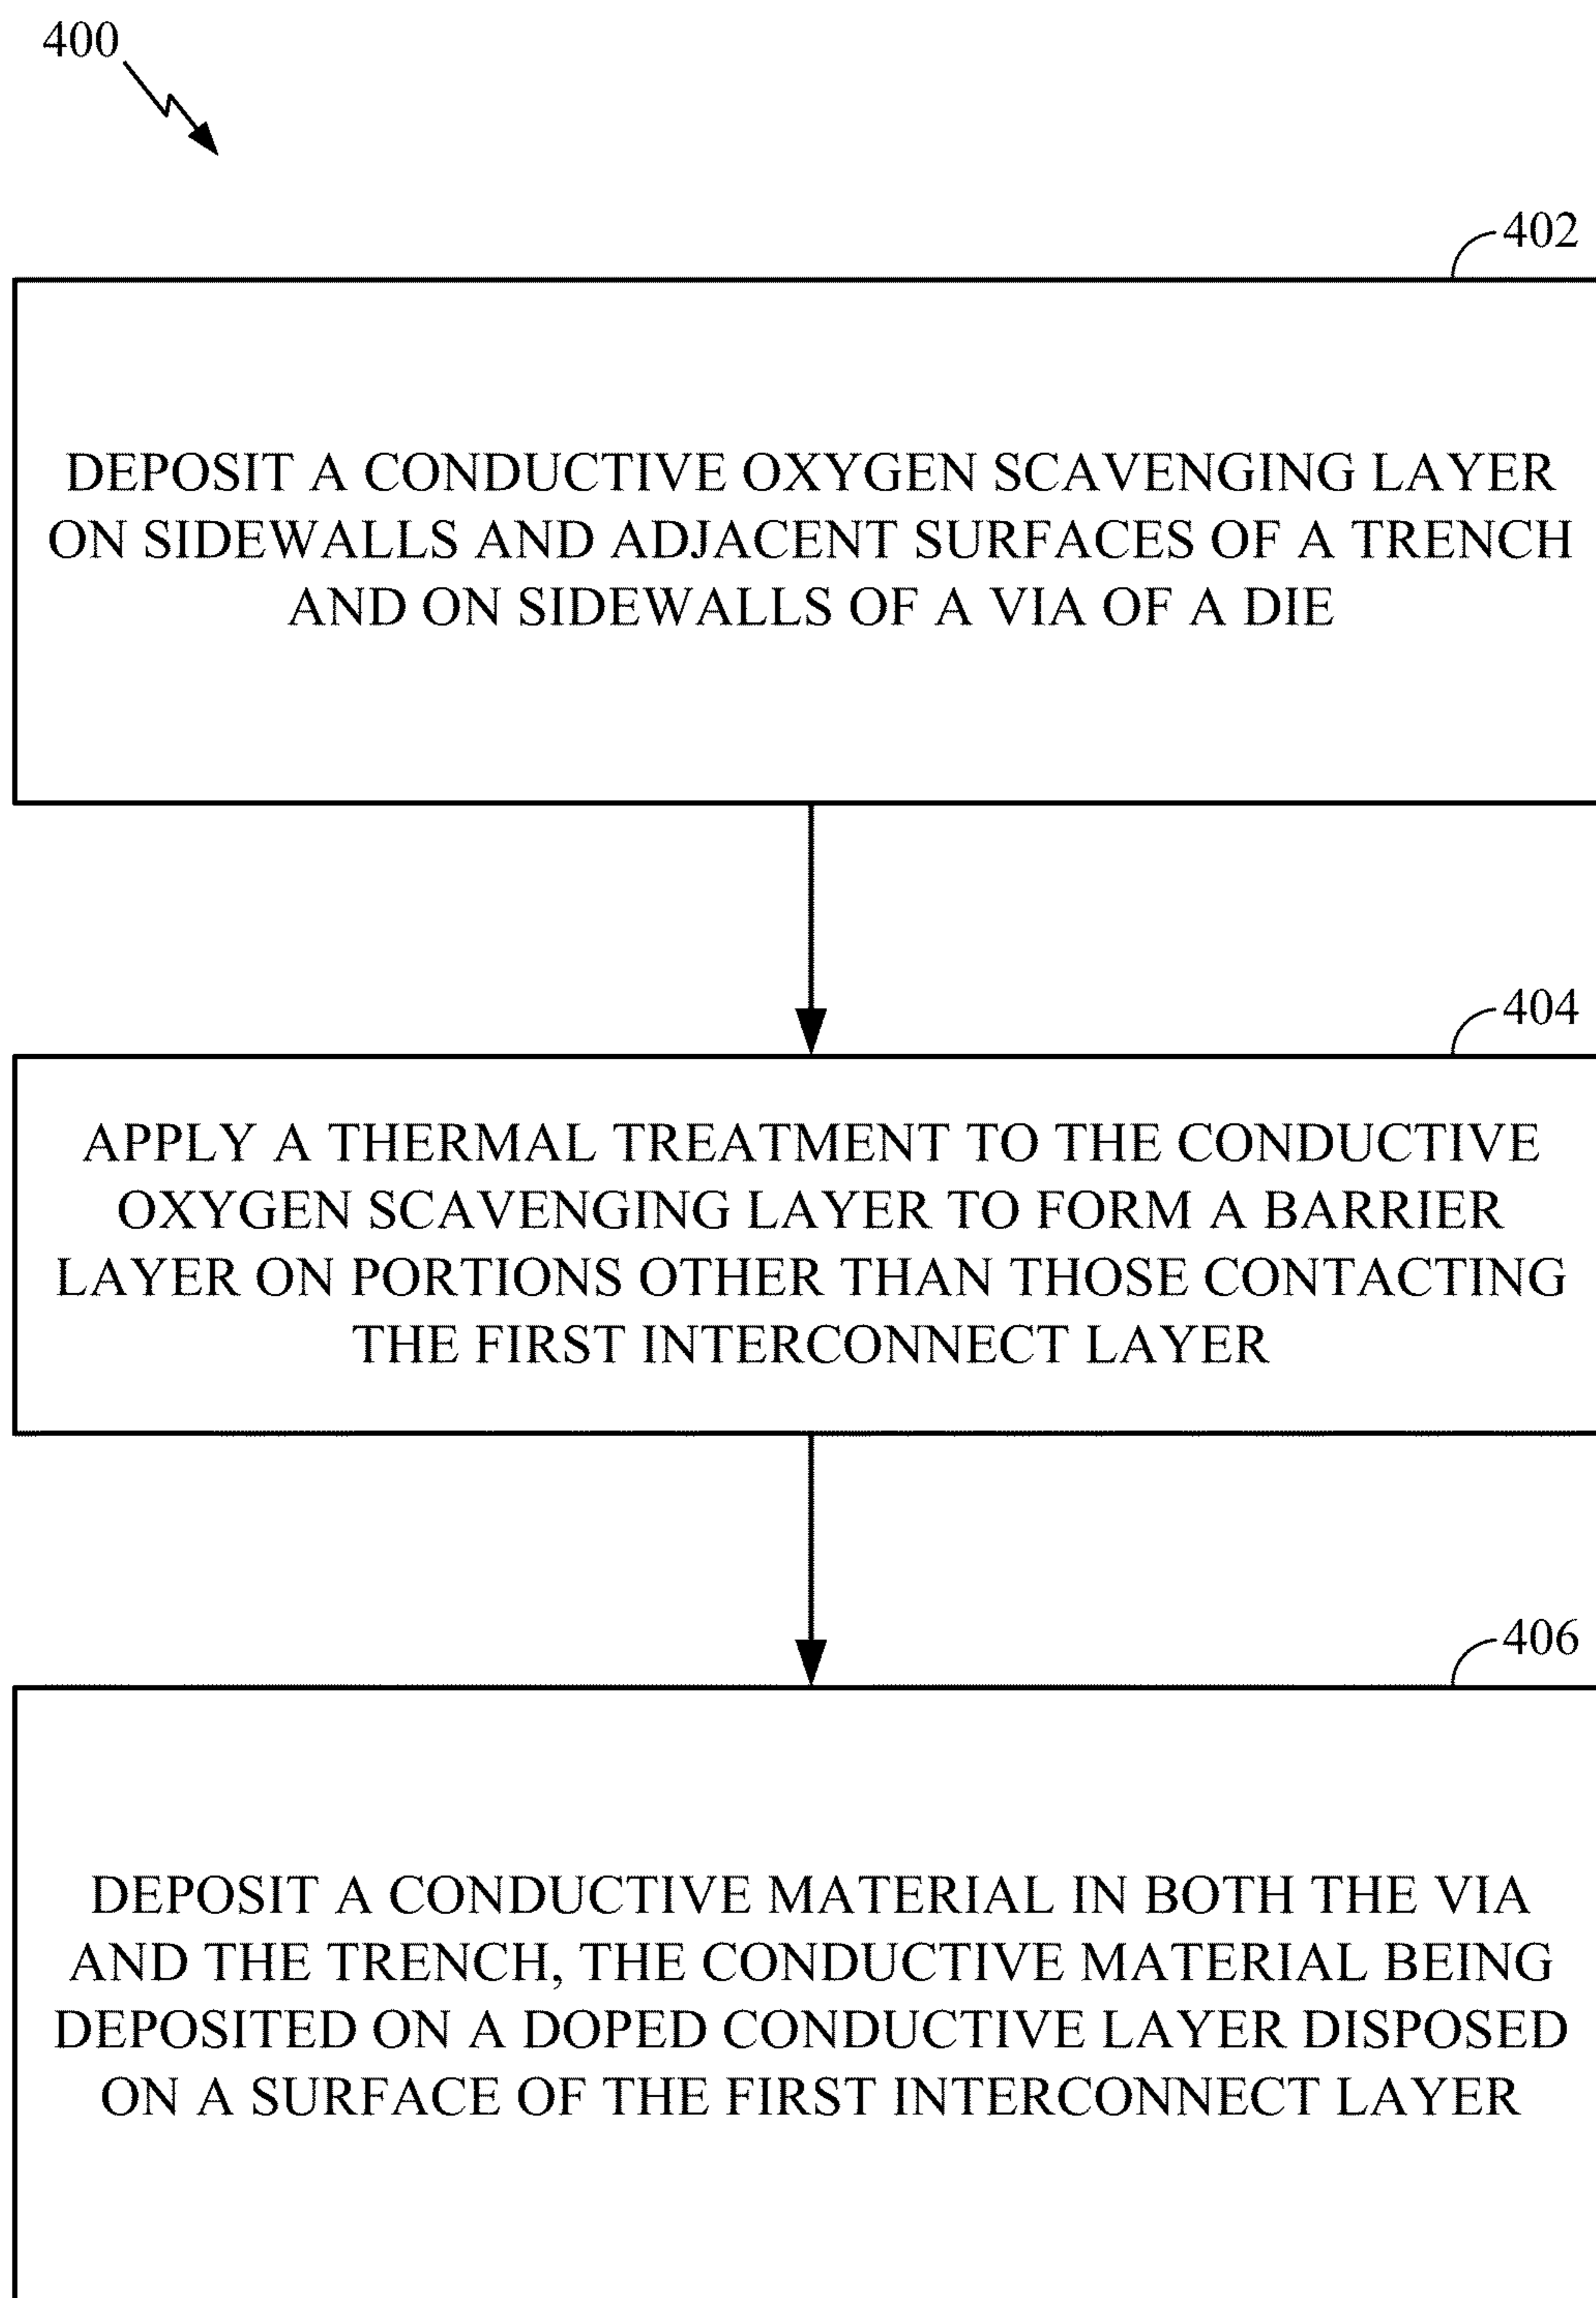 400
402
DEPOSIT A CONDUCTIVE OXYGEN SCAVENGING LAYER
ON SIDEWALLS AND ADJACENT SURFACES OF A TRENCH
AND ON SIDEWALLS OF A VIA OF A DIE
404
APPLY A THERMAL TREATMENT TO THE CONDUCTIVE
OXYGEN SCAVENGING LAYER TO FORM A BARRIER
LAYER ON PORTIONS OTHER THAN THOSE CONTACTING
THE FIRST INTERCONNECT LAYER
406
DEPOSIT A CONDUCTIVE MATERIAL IN BOTH THE VIA
AND THE TRENCH, THE CONDUCTIVE MATERIAL BEING
DEPOSITED ON A DOPED CONDUCTIVE LAYER DISPOSED
ON A SURFACE OF THE FIRST INTERCONNECT LAYER